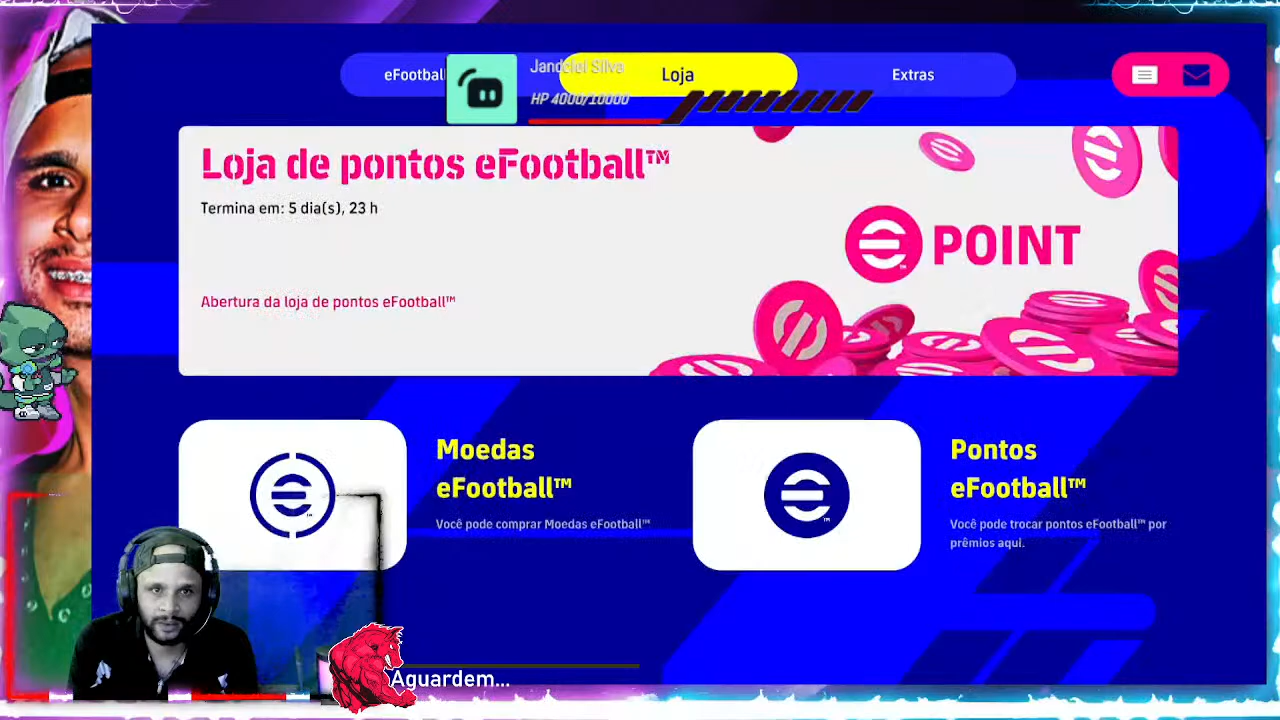 eFootball
Jandciel Silva
Loja
Extras
HP 4000/10000
Loja de pontos eFootball™
Termina em: 5 dia(s), 23 h
POINT
Abertura da loja de pontos eFootball™
Moedas
eFootball™
Você pode comprar Moedas eFootball™
Pontos
eFootball™
Você pode trocar pontos eFootball™ por
prêmios aqui.
Aguardem...